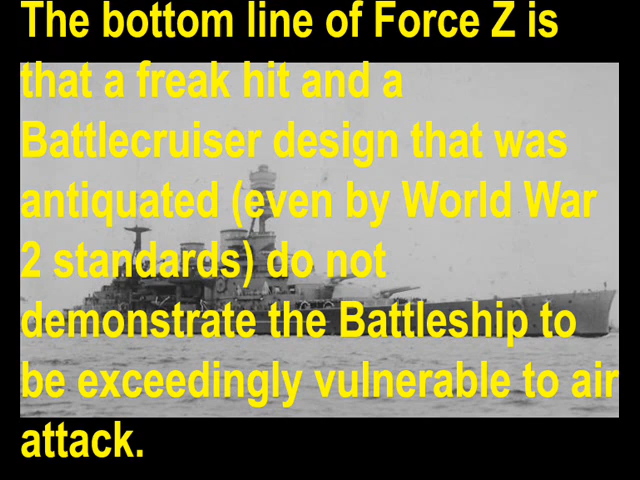 The bottom line of Force Z is
that a freak hit and a
Battlecruiser design that was
antiquated (even by World War
2 standards) do not
demonstrate the Battleship to
be exceedingly vulnerable to air
attack.